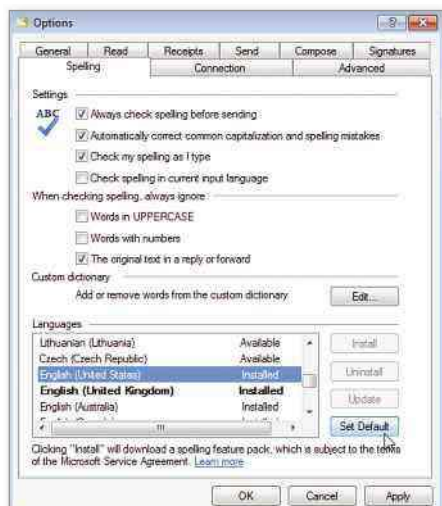 Options
General Read Receipts Send Compose Signatures
Spelling Connection Advanced
Settings
ABC
Always check spelling before sending
Automatically correct common capitalization and spelling mistakes
Check my spelling as I type
Check spelling in current input language
When checking spelling, always ignore:
Words in UPPERCASE
Words with numbers
The original text in a reply or forward
Custom dictionary
Add or remove words from the custom dictionary Edit...
Languages
Lithuanian (Lithuania) Available Install
Czech (Czech Republic) Available
English (United States) Installed Uninstall
English (United Kingdom) Installed
English (Australia) Installed Update
Set Default
Clicking "Install" will download a spelling feature pack, which is subject to the terms
of the Microsoft Service Agreement. Learn more
OK Cancel Apply